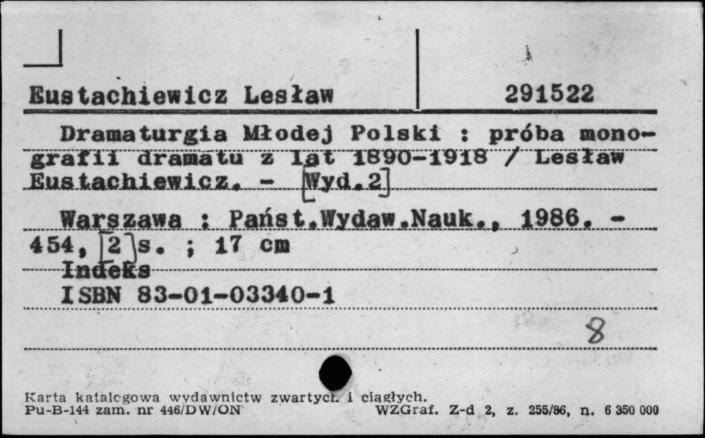 Eustachiewicz Lesław 291522
Dramaturgia Młodej Polski : próba mono-
grafii dramatu z lat 1890-1918 / Lesław
Eustachiewicz. - [Wyd.2]
Warszawa : Państ.Wydaw.Nauk., 1986. -
454, [2] s. ; 17 cm
Indeks
ISBN 83-01-03340-1
8
Karta katalogowa wydawnictw zwartych i ciągłych.
Pu-B-144 zam. nr 446/DW/ON WZGraf. Z-d 2, z. 255/86, n. 6 350 000